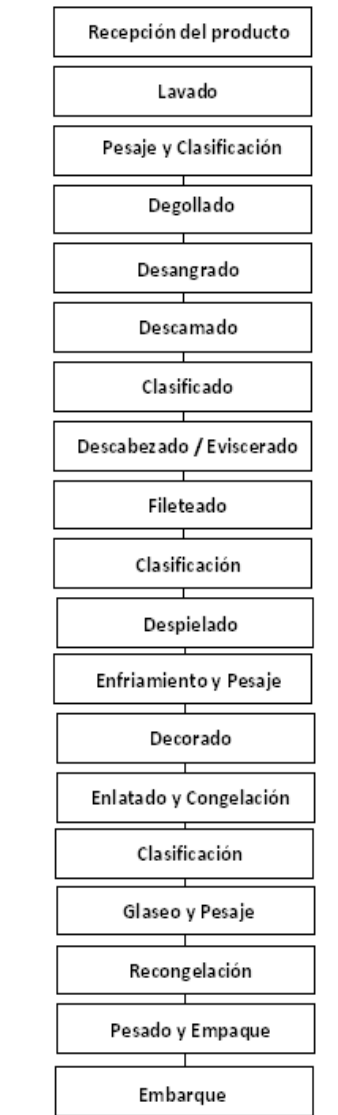 Recepción del producto
Lavado
Pesaje y Clasificación
Degollado
Desangrado
Descamado
Clasificado
Descabezado / Eviscerado
Fileteado
Clasificación
Despielado
Enfriamiento y Pesaje
Decorado
Enlatado y Congelación
Clasificación
Glaseo y Pesaje
Recongelación
Pesado y Empaque
Embarque